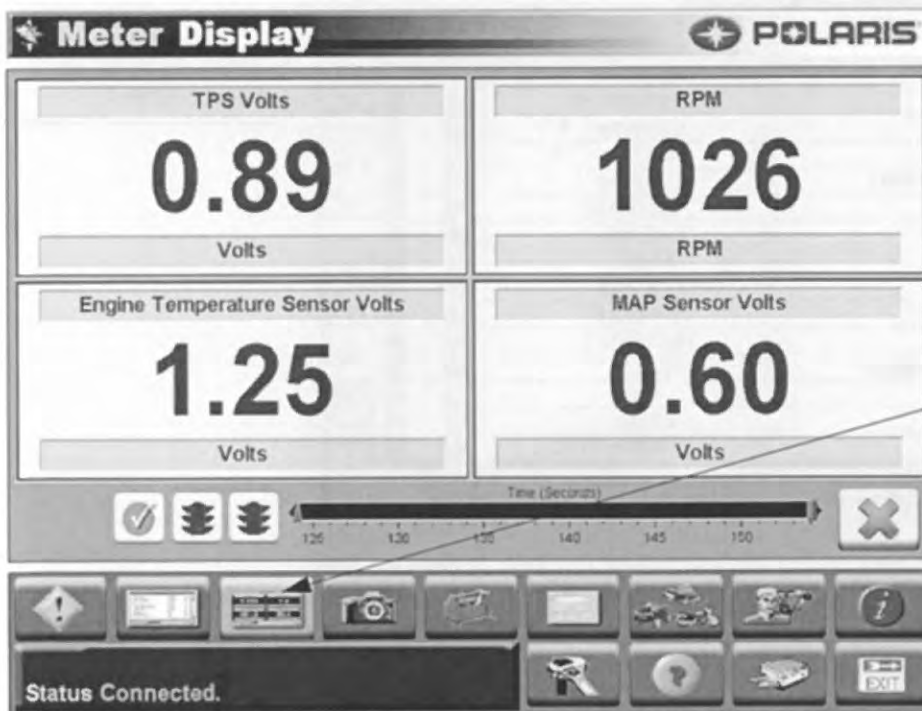 Meter Display
POLARIS
TPS Volts
0.89
Volts
RPM
1026
RPM
Engine Temperature Sensor Volts
1.25
Volts
MAP Sensor Volts
0.60
Volts
Time (Seconds)
125 130 135 140 145 150
Status Connected.
EXIT